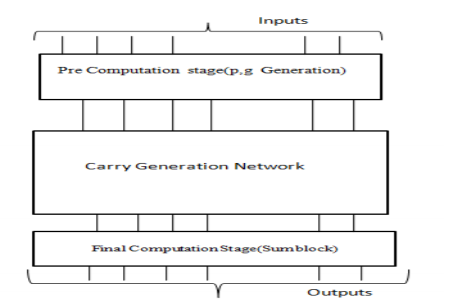 Inputs
Pre Computation stage(p,g Generation)
Carry Generation Network
Final Computation Stage(Sumblock)
Outputs